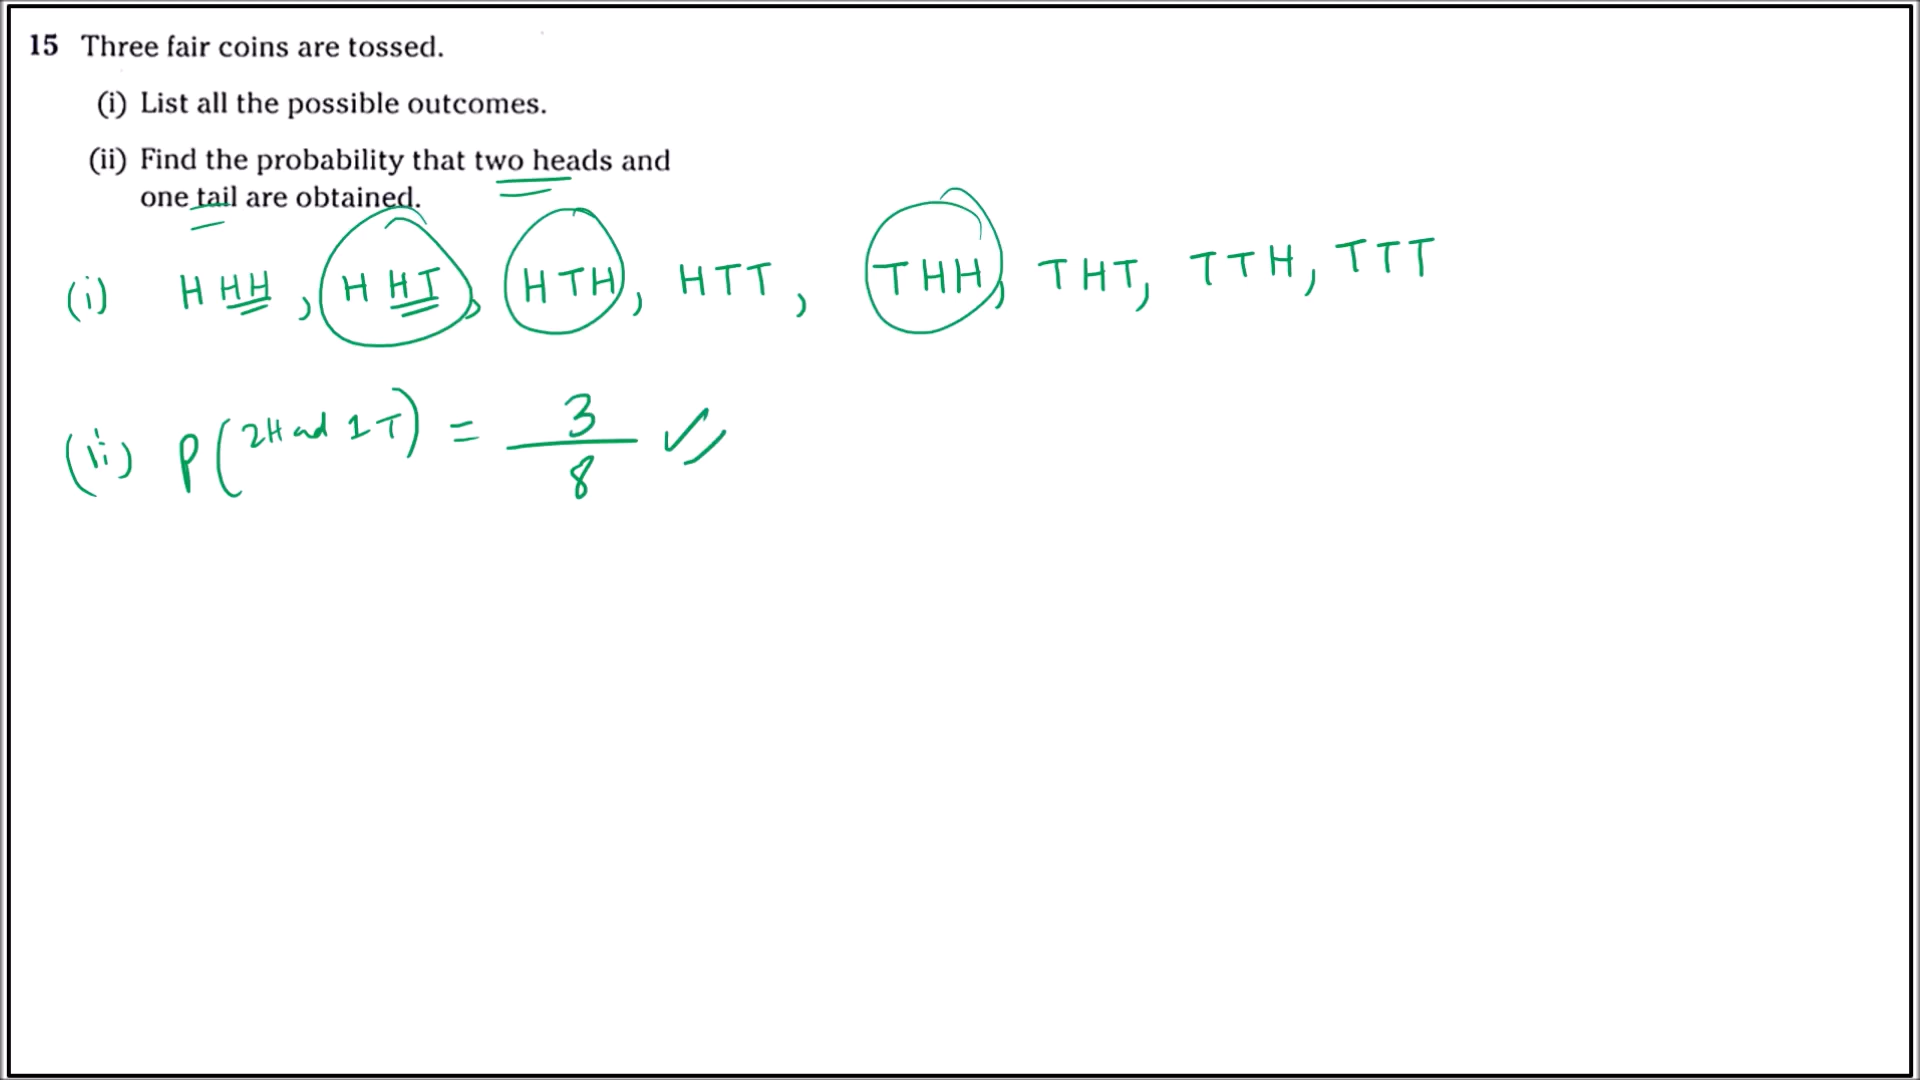 15 Three fair coins are tossed.
(i) List all the possible outcomes.
(ii) Find the probability that two heads and
one tail are obtained.
(i) HHH, HHT, HTH, HTT, THH, THT, TTH, TTT
(ii) P(2H and 1T) = 3/8